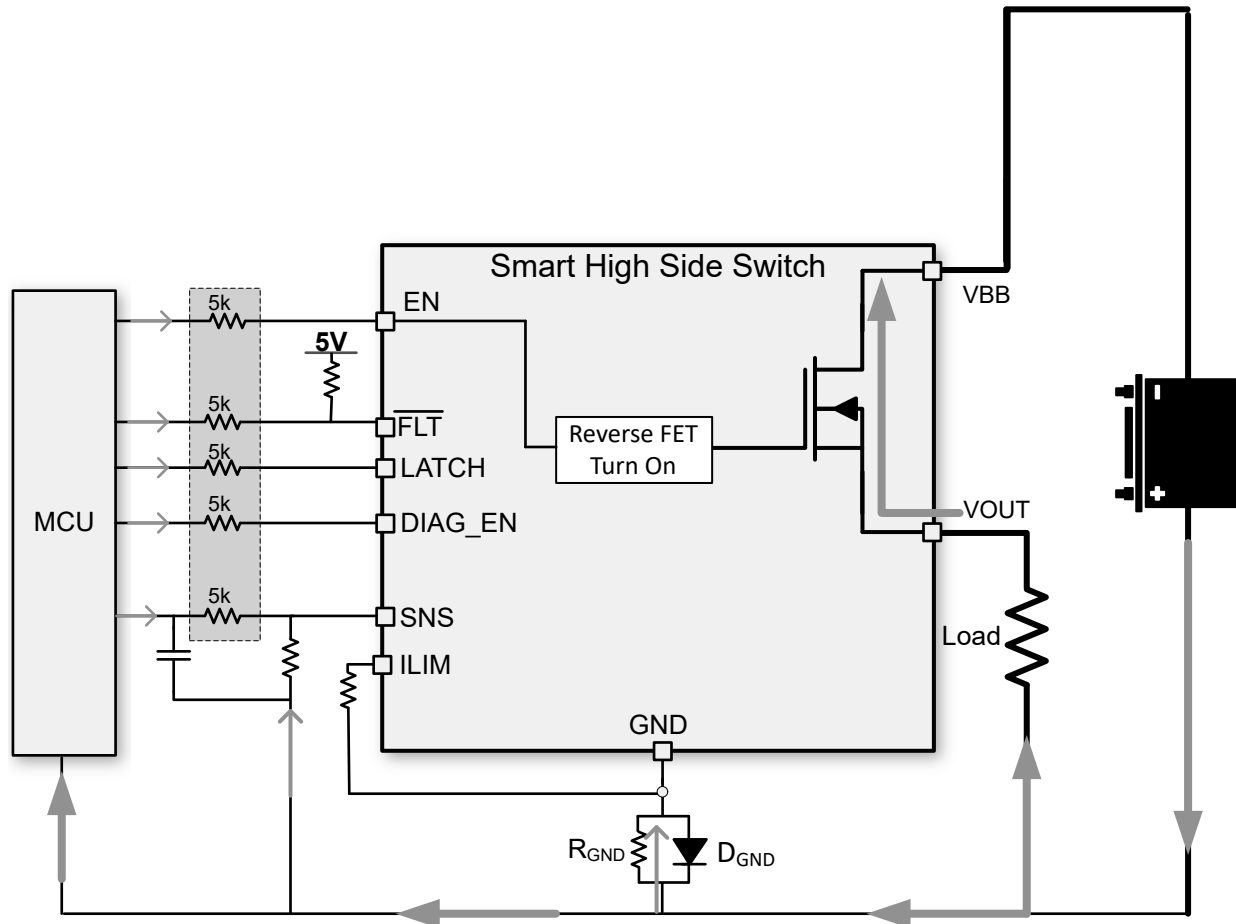 Smart High Side Switch
VBB
5k
EN
5V
5k
FLT
Reverse FET
Turn On
5k
LATCH
MCU
5k
DIAG_EN
VOUT
5k
SNS
Load
ILIM
GND
RGND
DGND
-
+